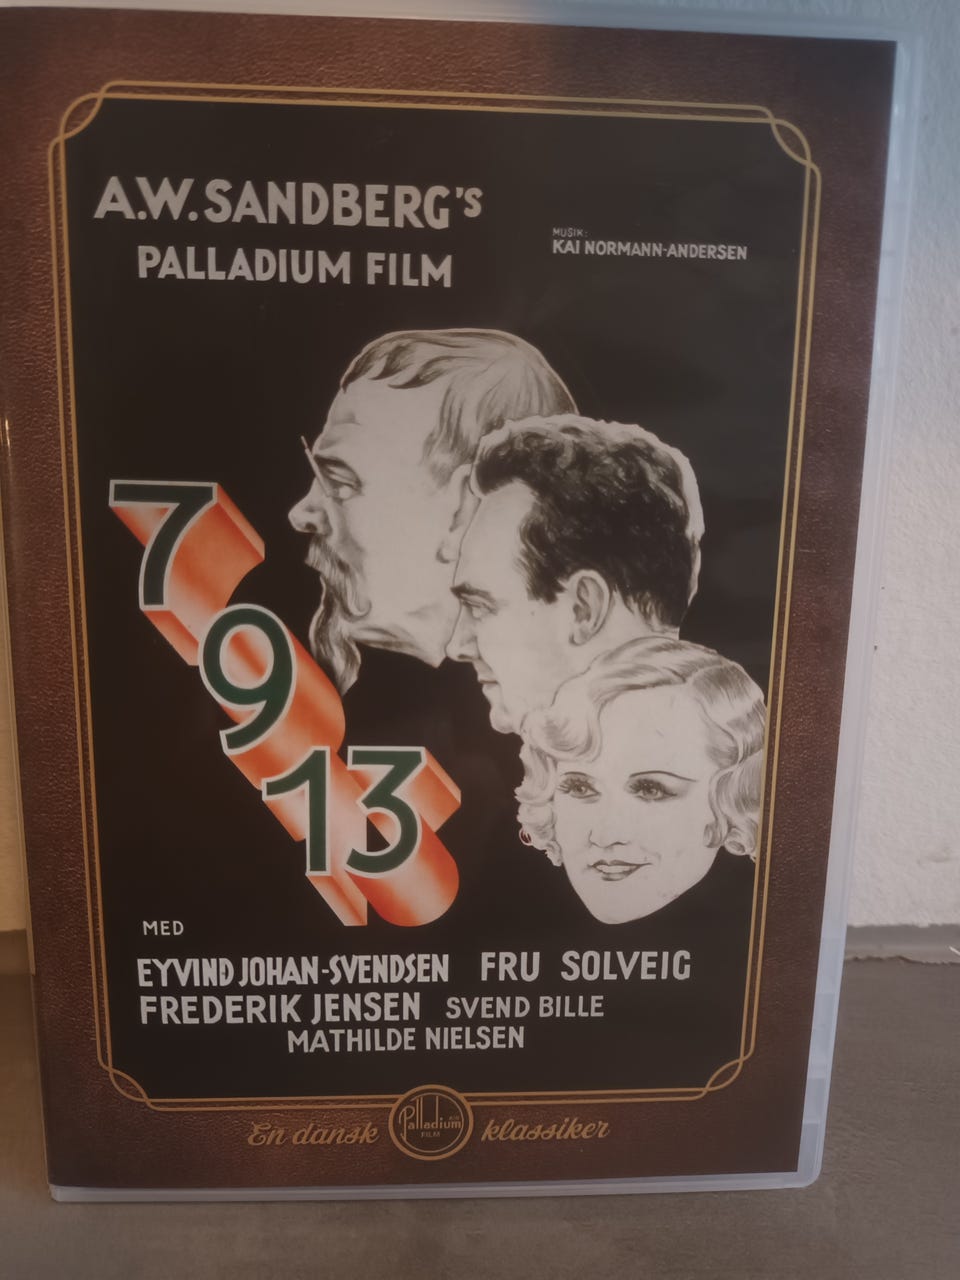 A.W. SANDBERG'S
PALLADIUM FILM
MUSIK:
KAI NORMANN-ANDERSEN
7
9
13
MED
EYVIND JOHAN-SVENDSEN FRU SOLVEIG
FREDERIK JENSEN SVEND BILLE
MATHILDE NIELSEN
En dansk Palladium klassiker
FILM